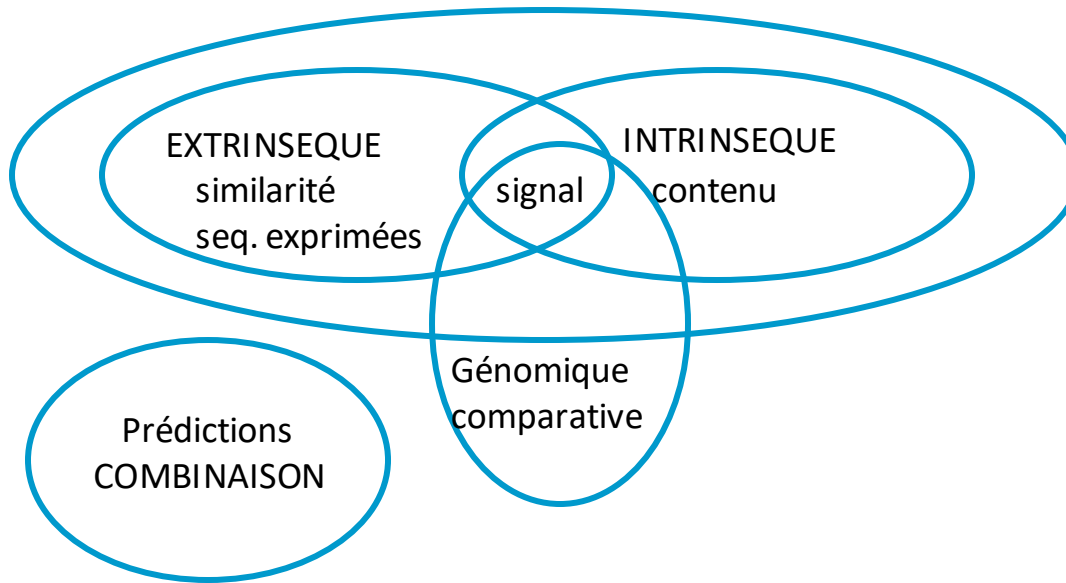 EXTRINSEQUE
similarité
seq. exprimées
signal
INTRINSEQUE
contenu
Génomique
comparative
Prédictions
COMBINAISON